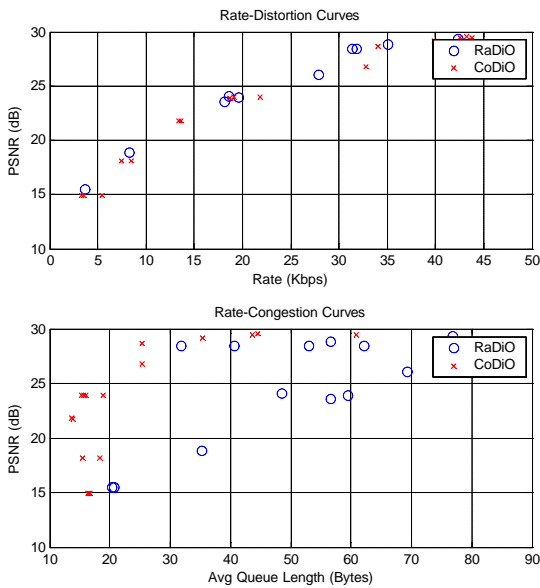 Rate-Distortion Curves
30
25
20
15
10
PSNR (dB)
0 5 10 15 20 25 30 35 40 45 50
Rate (Kbps)
RaDiO
CoDiO
Rate-Congestion Curves
30
25
20
15
10
PSNR (dB)
10 20 30 40 50 60 70 80 90
Avg Queue Length (Bytes)
RaDiO
CoDiO